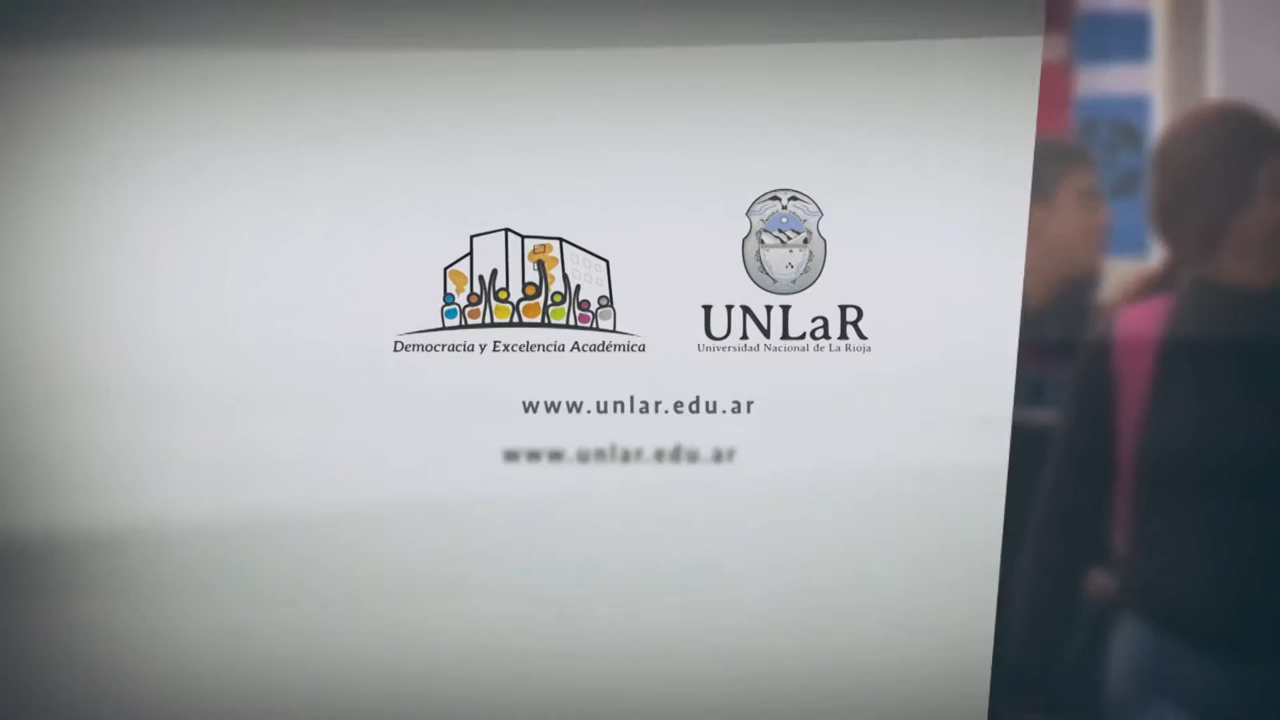 Democracia y Excelencia Académica
UNLaR
Universidad Nacional de La Rioja
www.unlar.edu.ar
www.unlar.edu.ar